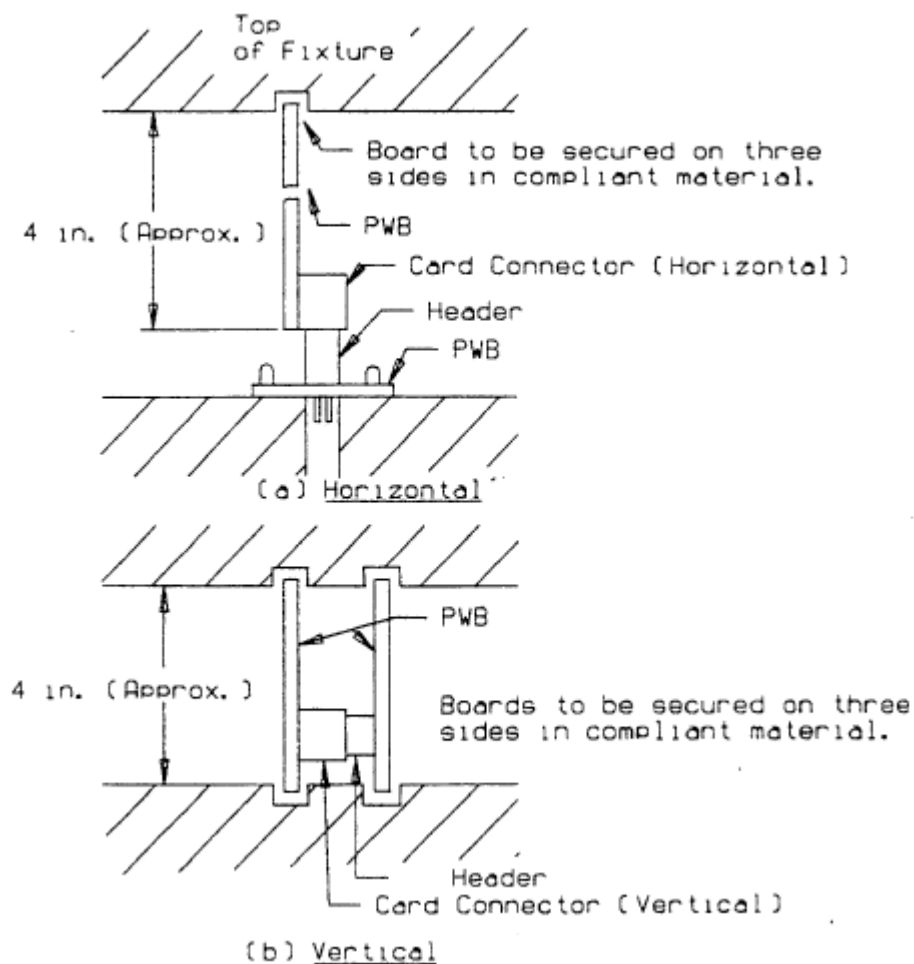 Top
of Fixture
Board to be secured on three
sides in compliant material.
PWB
4 in. (Approx.)
Card Connector (Horizontal)
Header
PWB
(a) Horizontal
PWB
4 in. (Approx.)
Boards to be secured on three
sides in compliant material.
Header
Card Connector (Vertical)
(b) Vertical